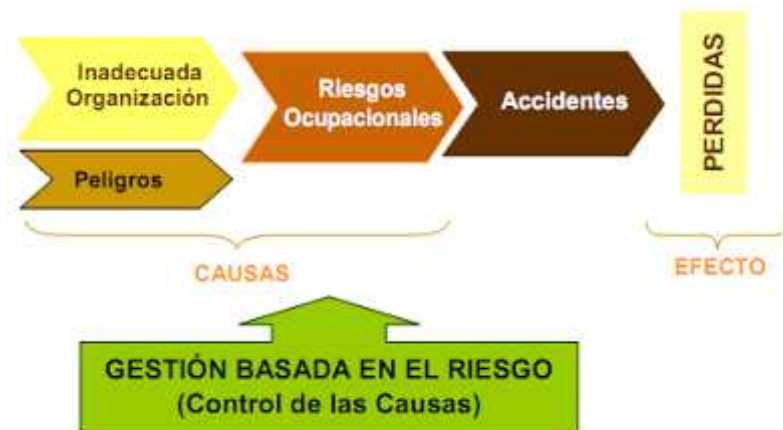 Inadecuada
Organización
Peligros
Riesgos
Ocupacionales
Accidentes
PERDIDAS
CAUSAS
EFECTO
GESTIÓN BASADA EN EL RIESGO
(Control de las Causas)